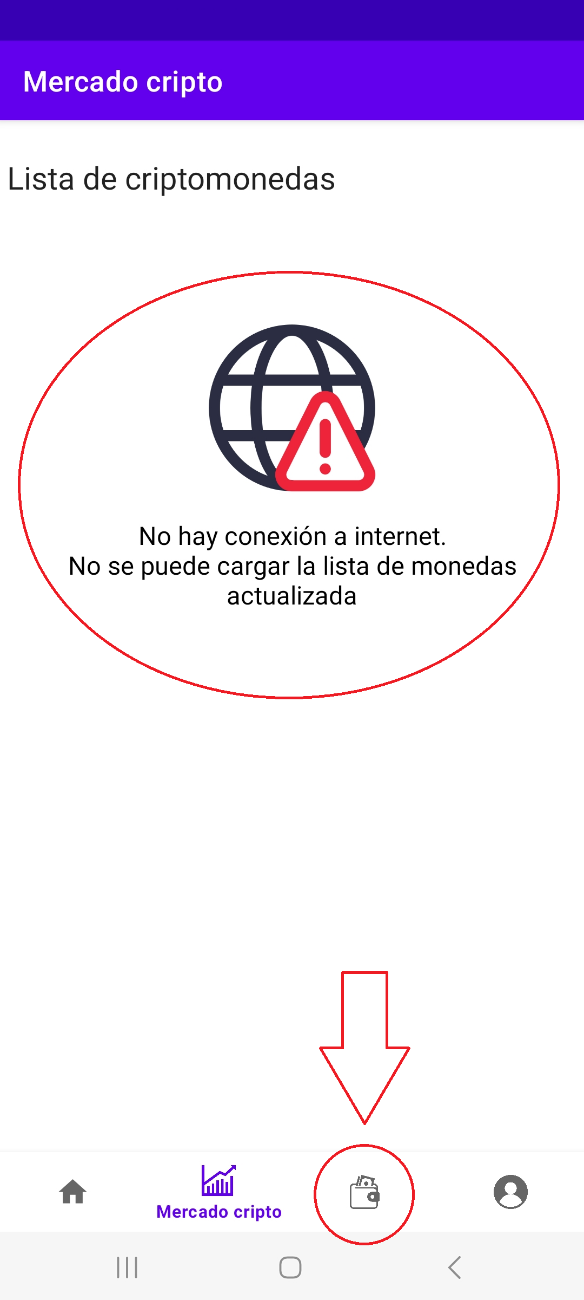 Mercado cripto
Lista de criptomonedas
No hay conexión a internet.
No se puede cargar la lista de monedas
actualizada
Mercado cripto